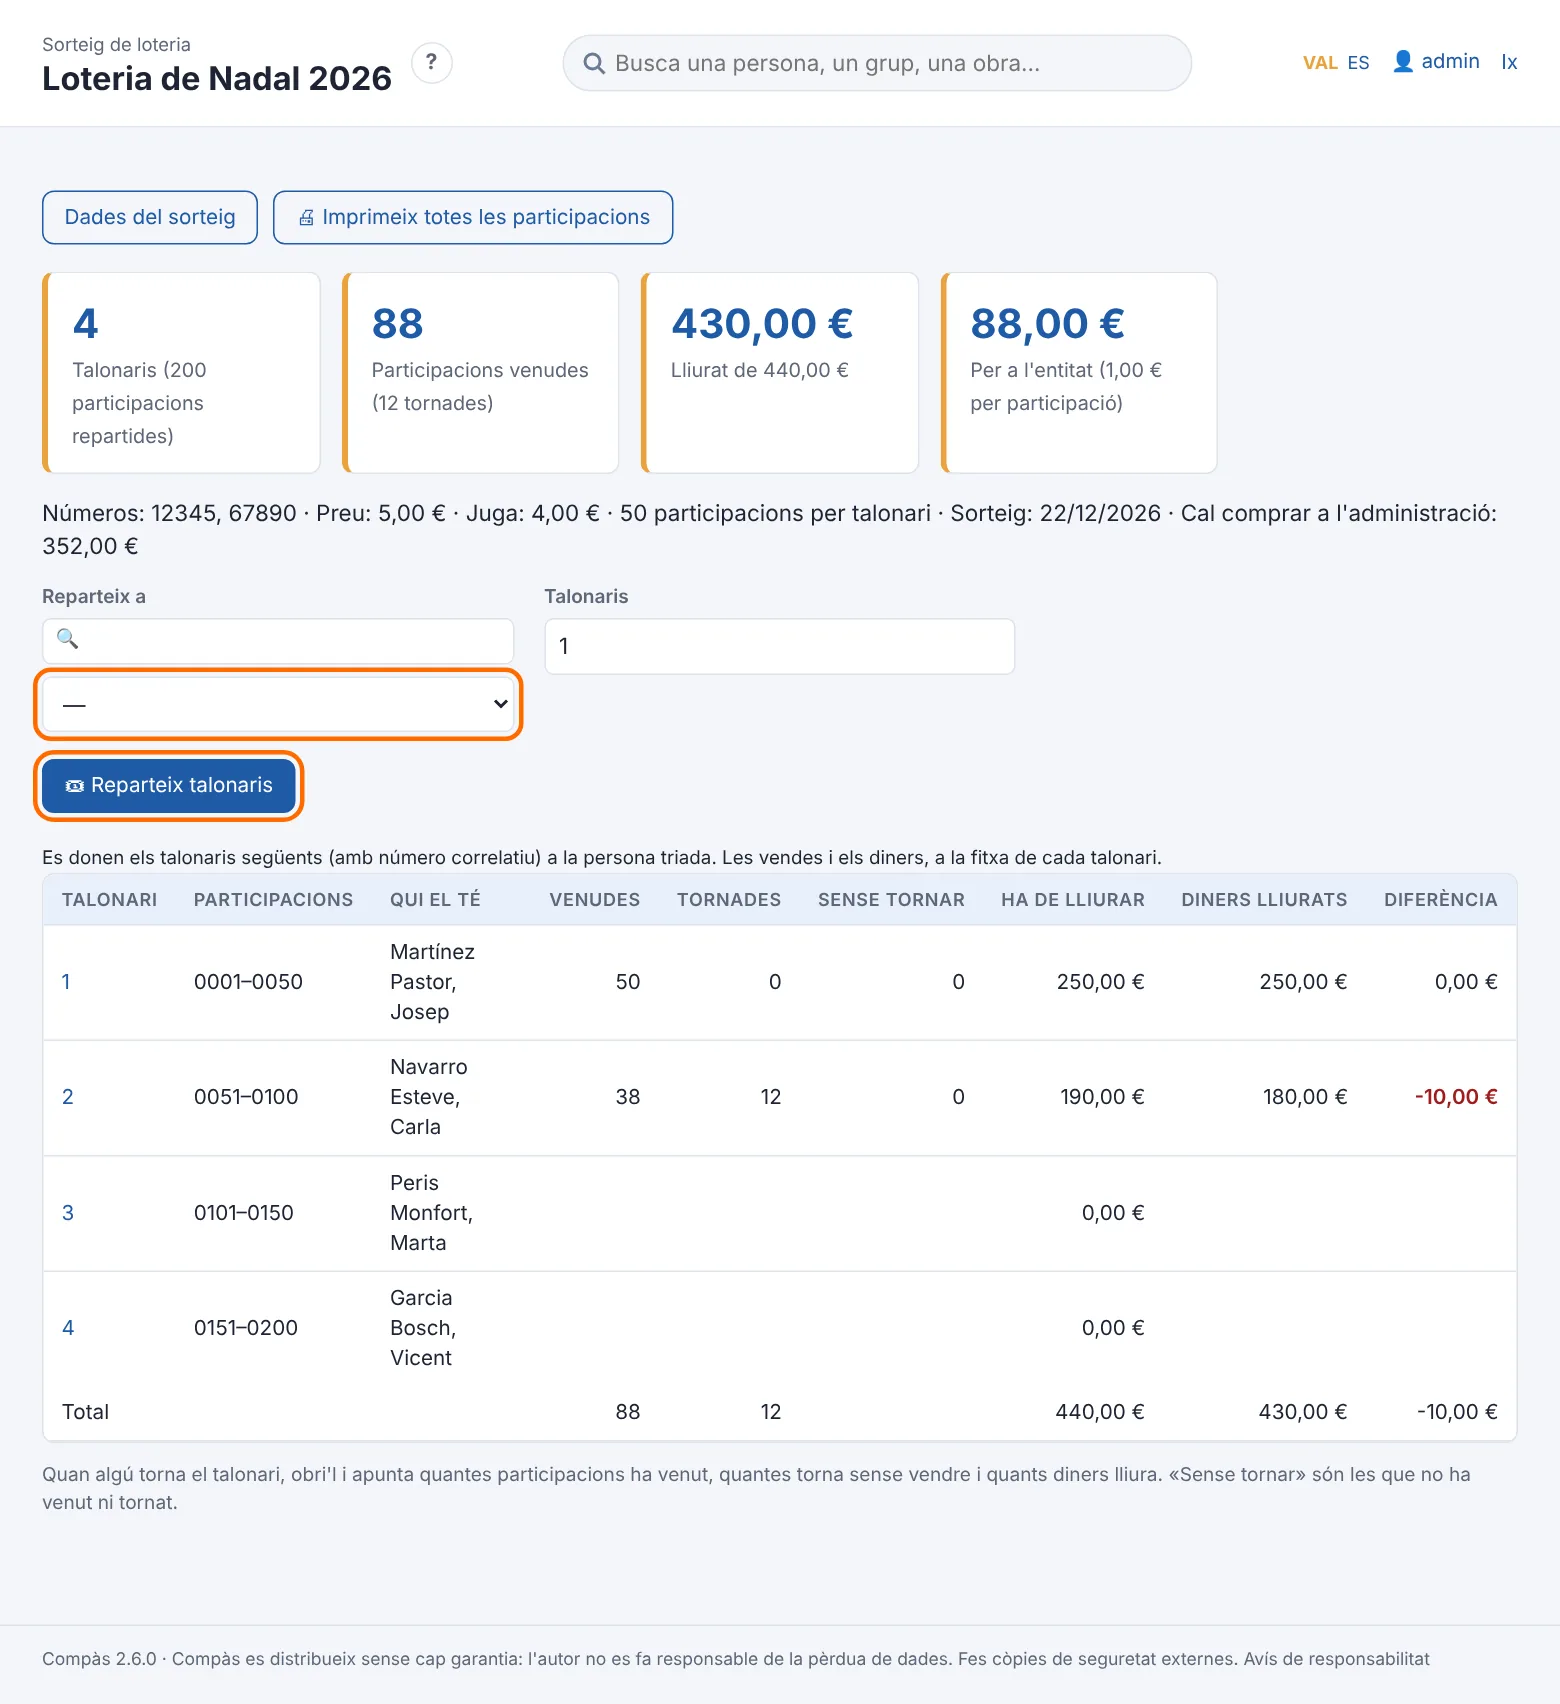 Sorteig de loteria
Loteria de Nadal 2026
?
Busca una persona, un grup, una obra...
VAL ES admin Ix
Dades del sorteig
Imprimeix totes les participacions
4
Talonaris (200
participacions
repartides)
88
Participacions venudes
(12 tornades)
430,00 €
Lliurat de 440,00 €
88,00 €
Per a l'entitat (1,00 €
per participació)
Números: 12345, 67890 · Preu: 5,00 € · Juga: 4,00 € · 50 participacions per talonari · Sorteig: 22/12/2026 · Cal comprar a l'administració:
352,00 €
Reparteix a
Talonaris
1
—
Reparteix talonaris
Es donen els talonaris següents (amb número correlatiu) a la persona triada. Les vendes i els diners, a la fitxa de cada talonari.
TALONARI PARTICIPACIONS QUI EL TÉ VENUDES TORNADES SENSE TORNAR HA DE LLIURAR DINERS LLIURATS DIFERÈNCIA
Martínez
Pastor,
Josep
1 0001–0050 50 0 0 250,00 € 250,00 € 0,00 €
Navarro
Esteve,
Carla
2 0051–0100 38 12 0 190,00 € 180,00 € -10,00 €
Peris
Monfort,
Marta
3 0101–0150 0,00 €
Garcia
Bosch,
Vicent
4 0151–0200 0,00 €
Total 88 12 440,00 € 430,00 € -10,00 €
Quan algú torna el talonari, obri'l i apunta quantes participacions ha venut, quantes torna sense vendre i quants diners lliura. «Sense tornar» són les que no ha
venut ni tornat.
Compàs 2.6.0 · Compàs es distribueix sense cap garantia: l'autor no es fa responsable de la pèrdua de dades. Fes còpies de seguretat externes. Avís de responsabilitat